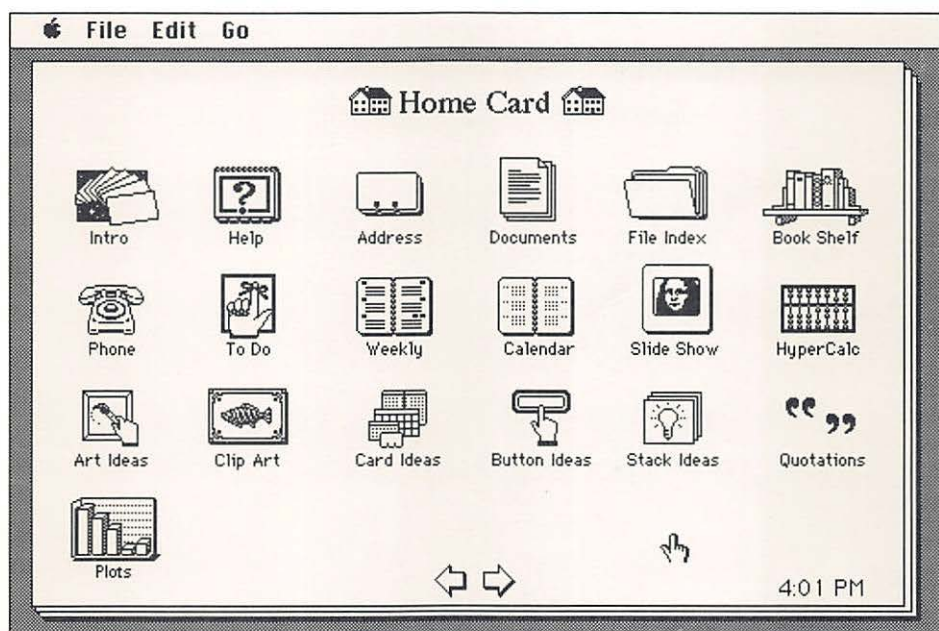 File Edit Go
Home Card
Intro Help Address Documents File Index Book Shelf
Phone To Do Weekly Calendar Slide Show HyperCalc
Art Ideas Clip Art Card Ideas Button Ideas Stack Ideas Quotations
Plots
4:01 PM